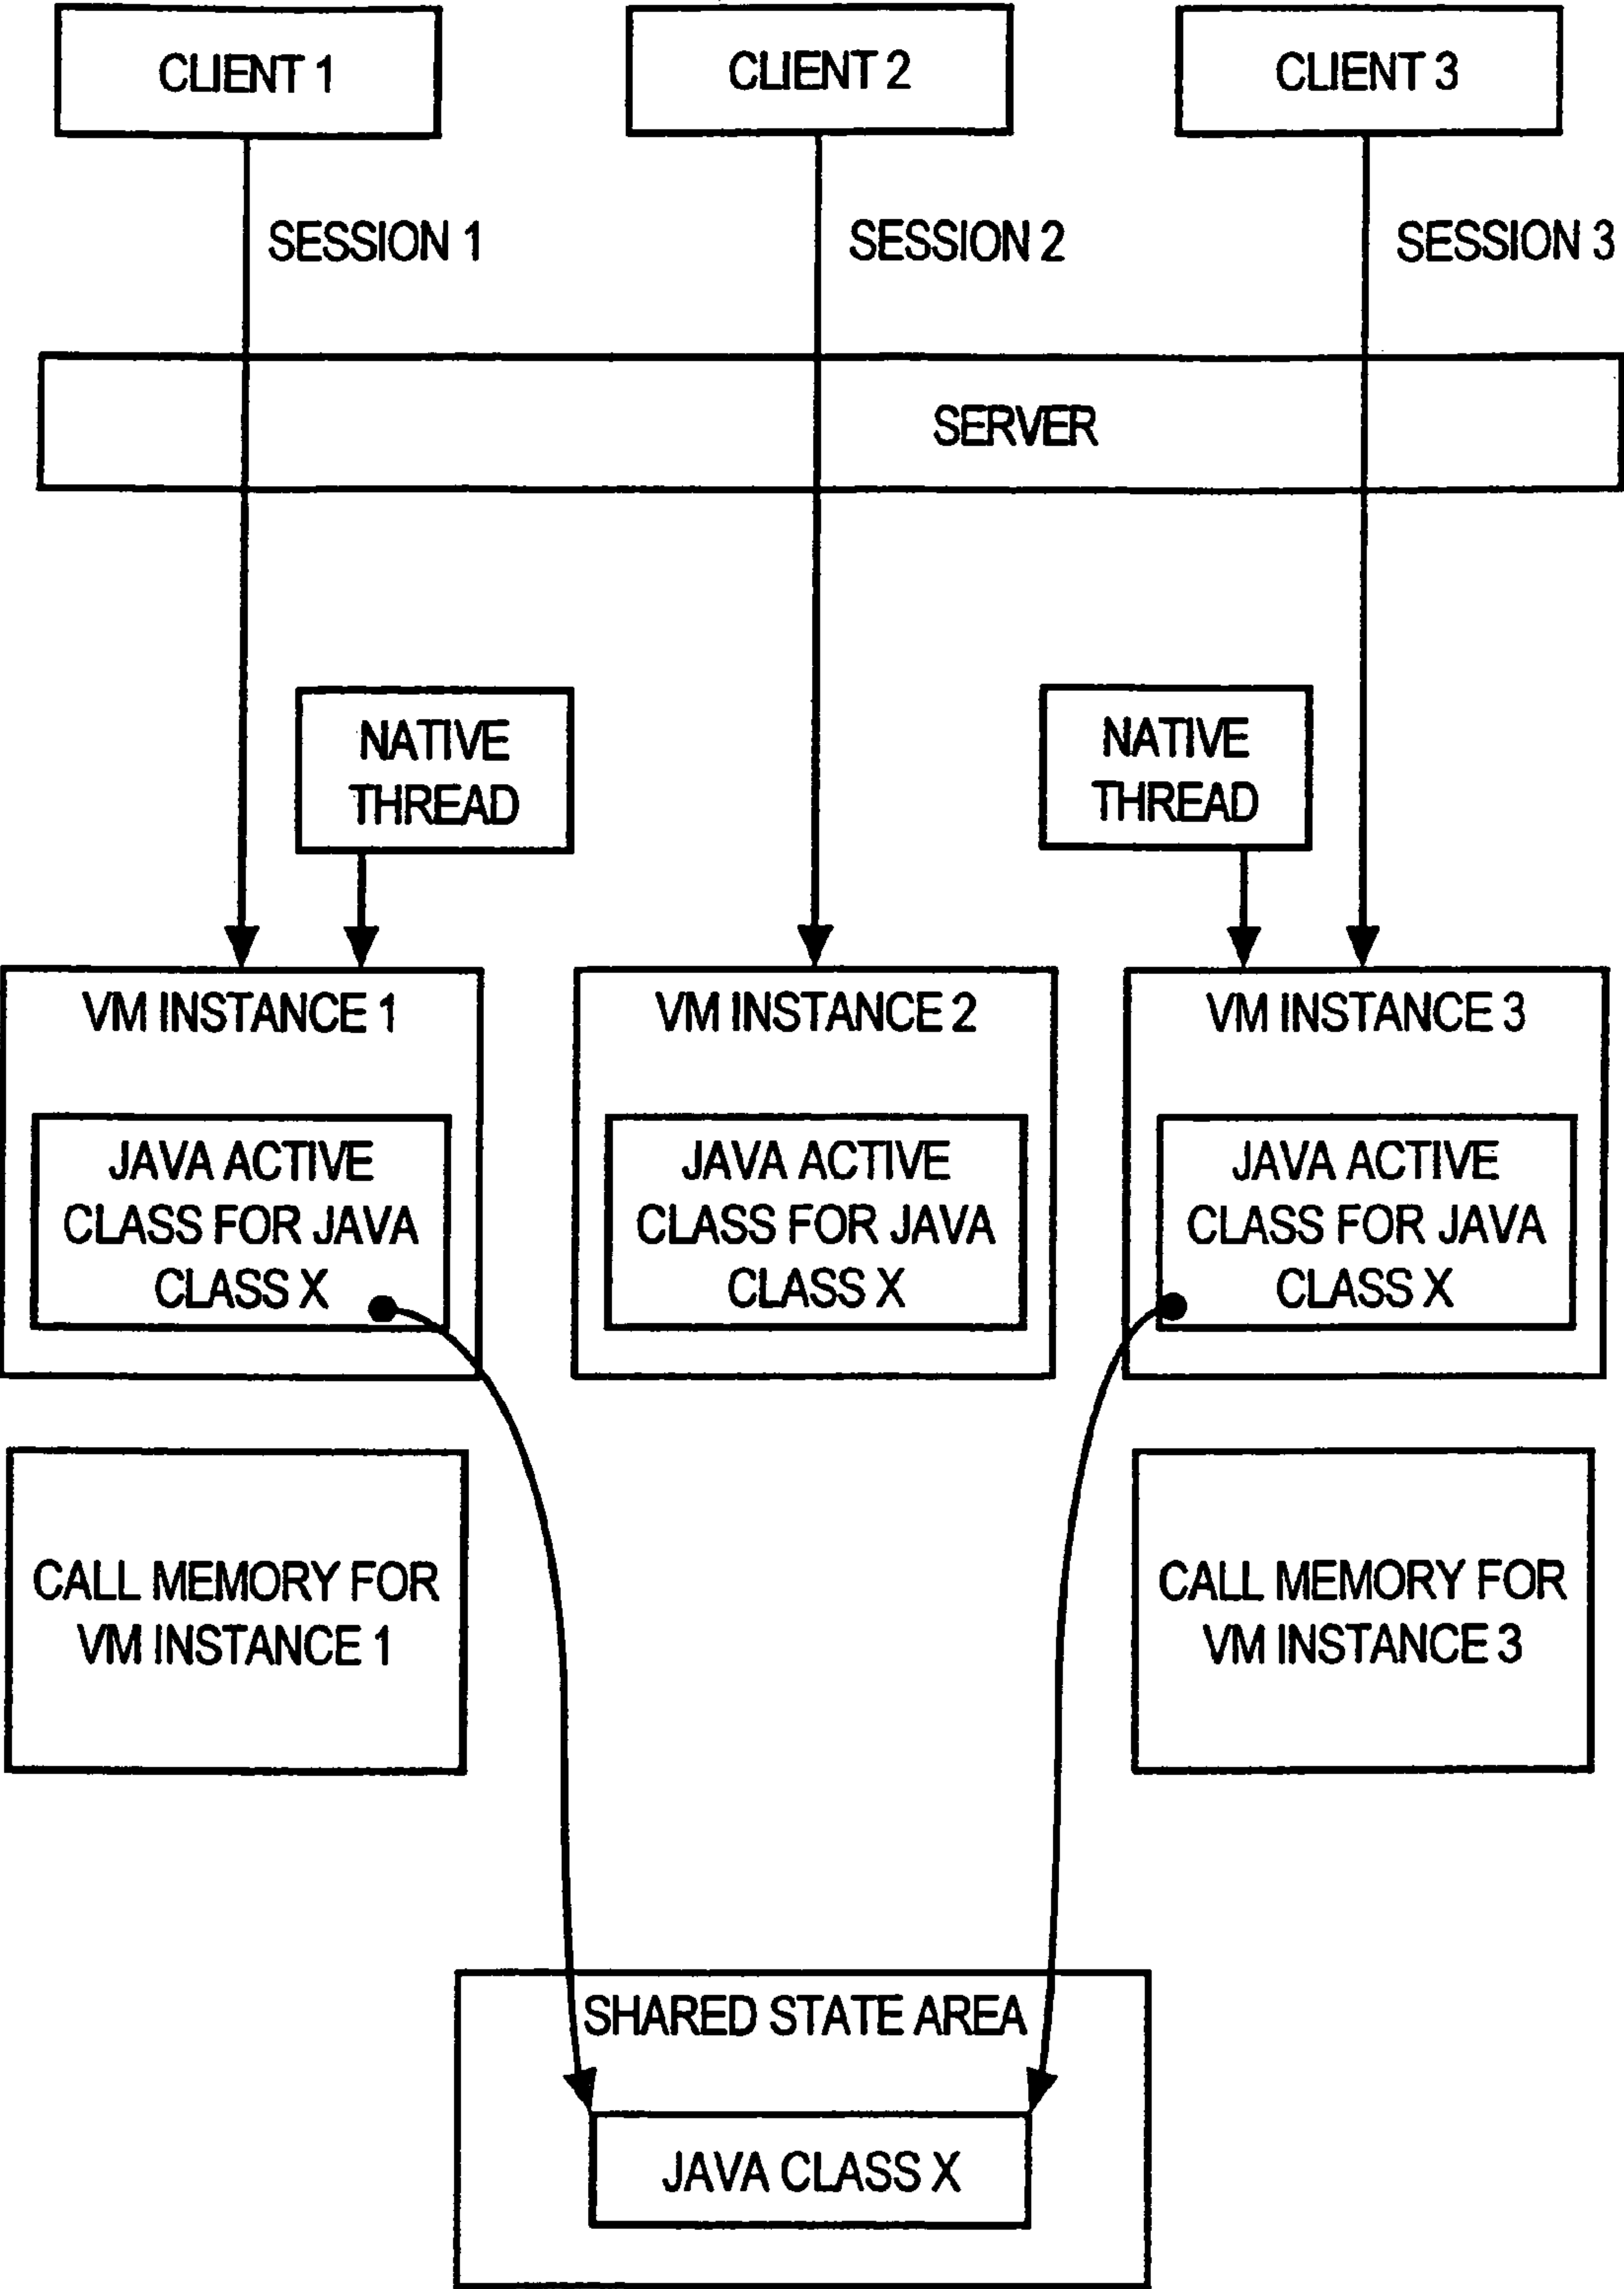 CLIENT 1
CLIENT 2
CLIENT 3
SESSION 1
SESSION 2
SESSION 3
SERVER
NATIVE
THREAD
NATIVE
THREAD
VM INSTANCE 1
JAVA ACTIVE
CLASS FOR JAVA
CLASS X
VM INSTANCE 2
JAVA ACTIVE
CLASS FOR JAVA
CLASS X
VM INSTANCE 3
JAVA ACTIVE
CLASS FOR JAVA
CLASS X
CALL MEMORY FOR
VM INSTANCE 1
CALL MEMORY FOR
VM INSTANCE 3
SHARED STATE AREA
JAVA CLASS X